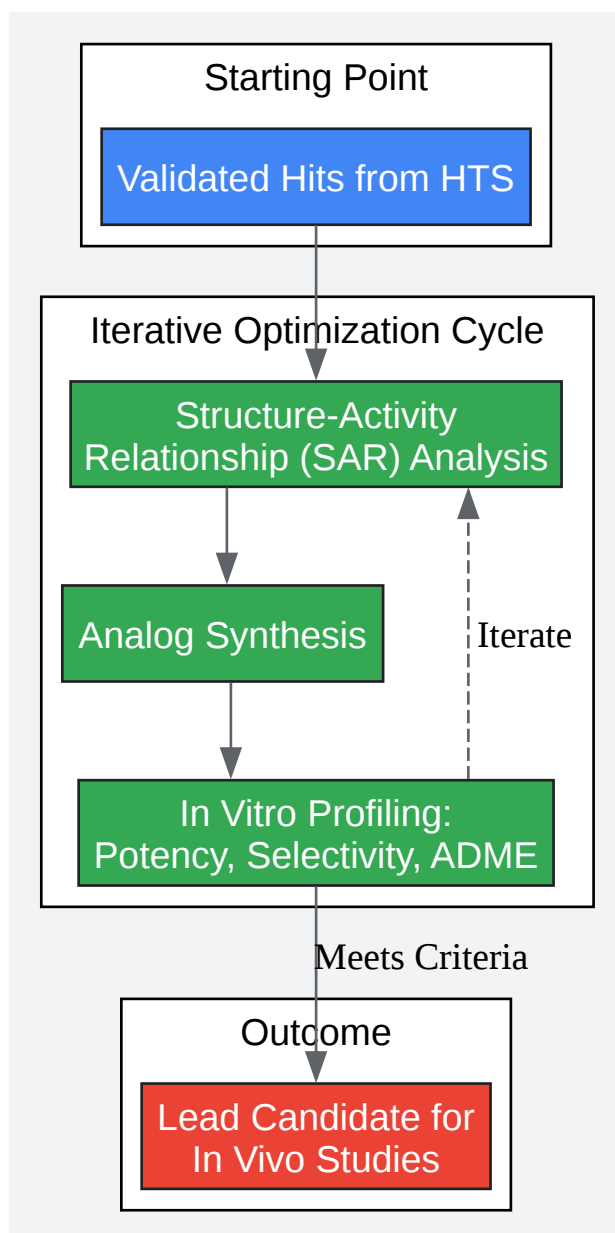 Starting Point
Validated Hits from HTS
Iterative Optimization Cycle
Structure-Activity
Relationship (SAR) Analysis
Analog Synthesis
Iterate
In Vitro Profiling:
Potency, Selectivity, ADME
Meets Criteria
Outcome
Lead Candidate for
In Vivo Studies